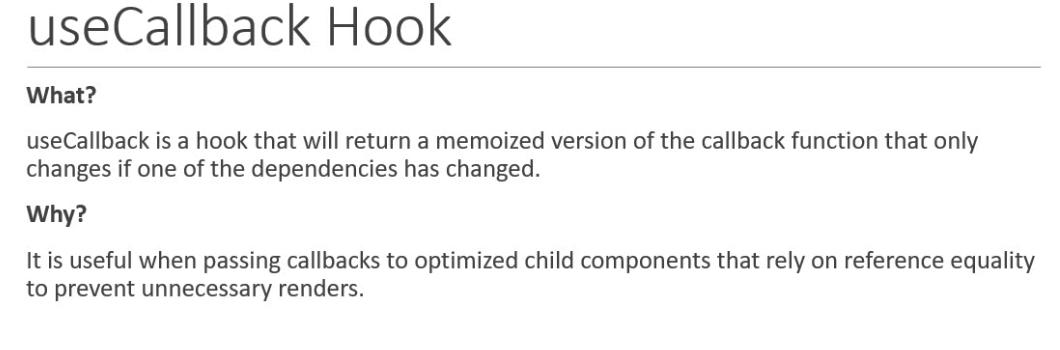 useCallback Hook
What?
useCallback is a hook that will return a memoized version of the callback function that only
changes if one of the dependencies has changed.
Why?
It is useful when passing callbacks to optimized child components that rely on reference equality
to prevent unnecessary renders.